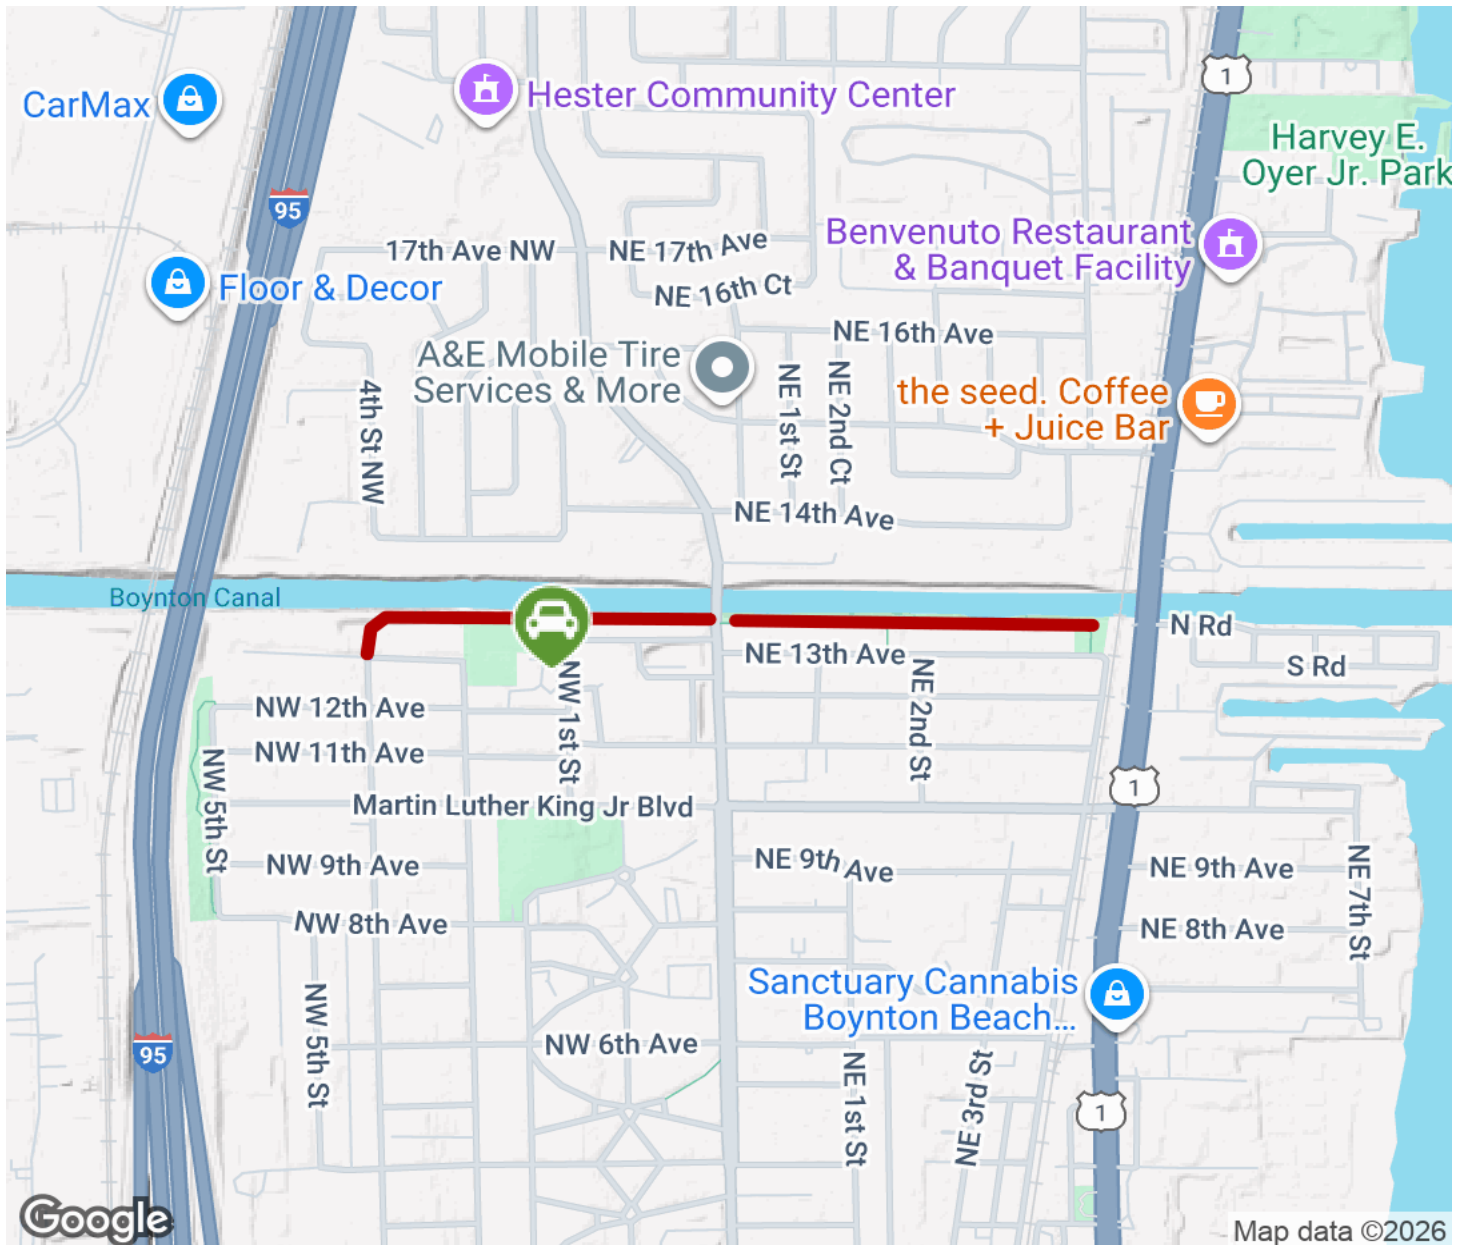 1
CarMax
Hester Community Center
Harvey E.
Oyer Jr. Park
95
17th Ave NW
NE 17th Ave
Benvenuto Restaurant
& Banquet Facility
Floor & Decor
NE 16th Ct
NE 16th Ave
A&E Mobile Tire
Services & More
4th St NW
NE 1st St
NE 2nd Ct
the seed. Coffee
+ Juice Bar
NE 14th Ave
Boynton Canal
N Rd
NE 13th Ave
S Rd
NW 12th Ave
NW 1st St
NE 2nd St
NW 11th Ave
NW 5th St
Martin Luther King Jr Blvd
1
NW 9th Ave
NE 9th Ave
NE 9th Ave
NE 7th St
NW 8th Ave
NE 8th Ave
Sanctuary Cannabis
Boynton Beach...
NW 5th St
NW 6th Ave
95
NE 1st St
NE 3rd St
1
Google
Map data ©2026